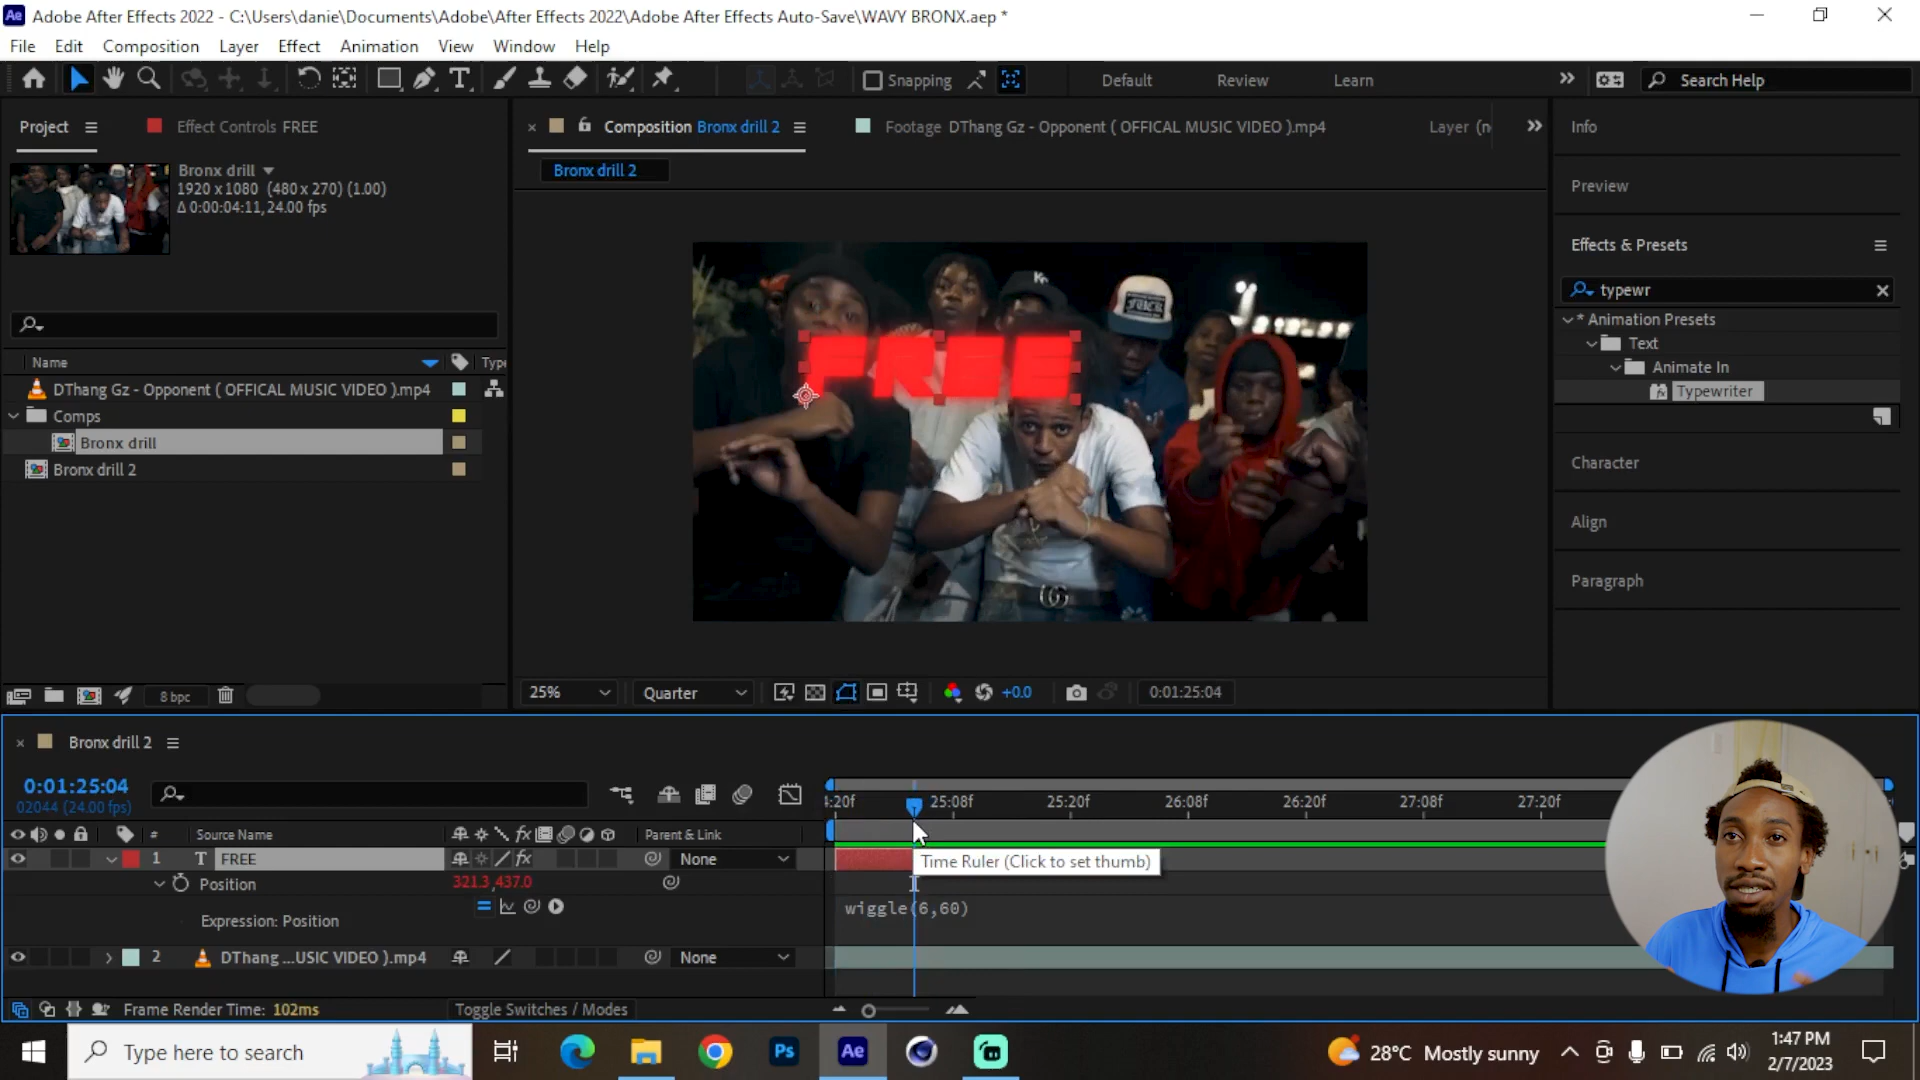 Ae Adobe After Effects 2022 - C:\Users\danie\Documents\Adobe\After Effects 2022\Adobe After Effects Auto-Save\WAVY BRONX.aep *
File Edit Composition Layer Effect Animation View Window Help
Snapping Default Review Learn Search Help
Project Effect Controls FREE
Composition Bronx drill 2 Footage DThang Gz - Opponent ( OFFICAL MUSIC VIDEO ).mp4 Layer (n
Bronx drill
1920 x 1080 (480 x 270) (1.00)
Δ 0:00:04:11, 24.00 fps
Bronx drill 2
Name Type
DThang Gz - Opponent ( OFFICAL MUSIC VIDEO ).mp4
Comps
Bronx drill
Bronx drill 2
8 bpc
FREE
25% Quarter +0.0 0:01:25:04
Info
Preview
Effects & Presets
typewr
* Animation Presets
Text
Animate In
Typewriter
Character
Align
Paragraph
Bronx drill 2
0:01:25:04
02044 (24.00 fps)
4:20f 25:08f 25:20f 26:08f 26:20f 27:08f 27:20f
# Source Name fx Parent & Link
1 T FREE fx None
Time Ruler (Click to set thumb)
Position 321.3,437.0
Expression: Position
wiggle(6,60)
2 DThang ...USIC VIDEO ).mp4 None
Frame Render Time: 102ms Toggle Switches / Modes
Type here to search Ps Ae 28°C Mostly sunny
1:47 PM
2/7/2023